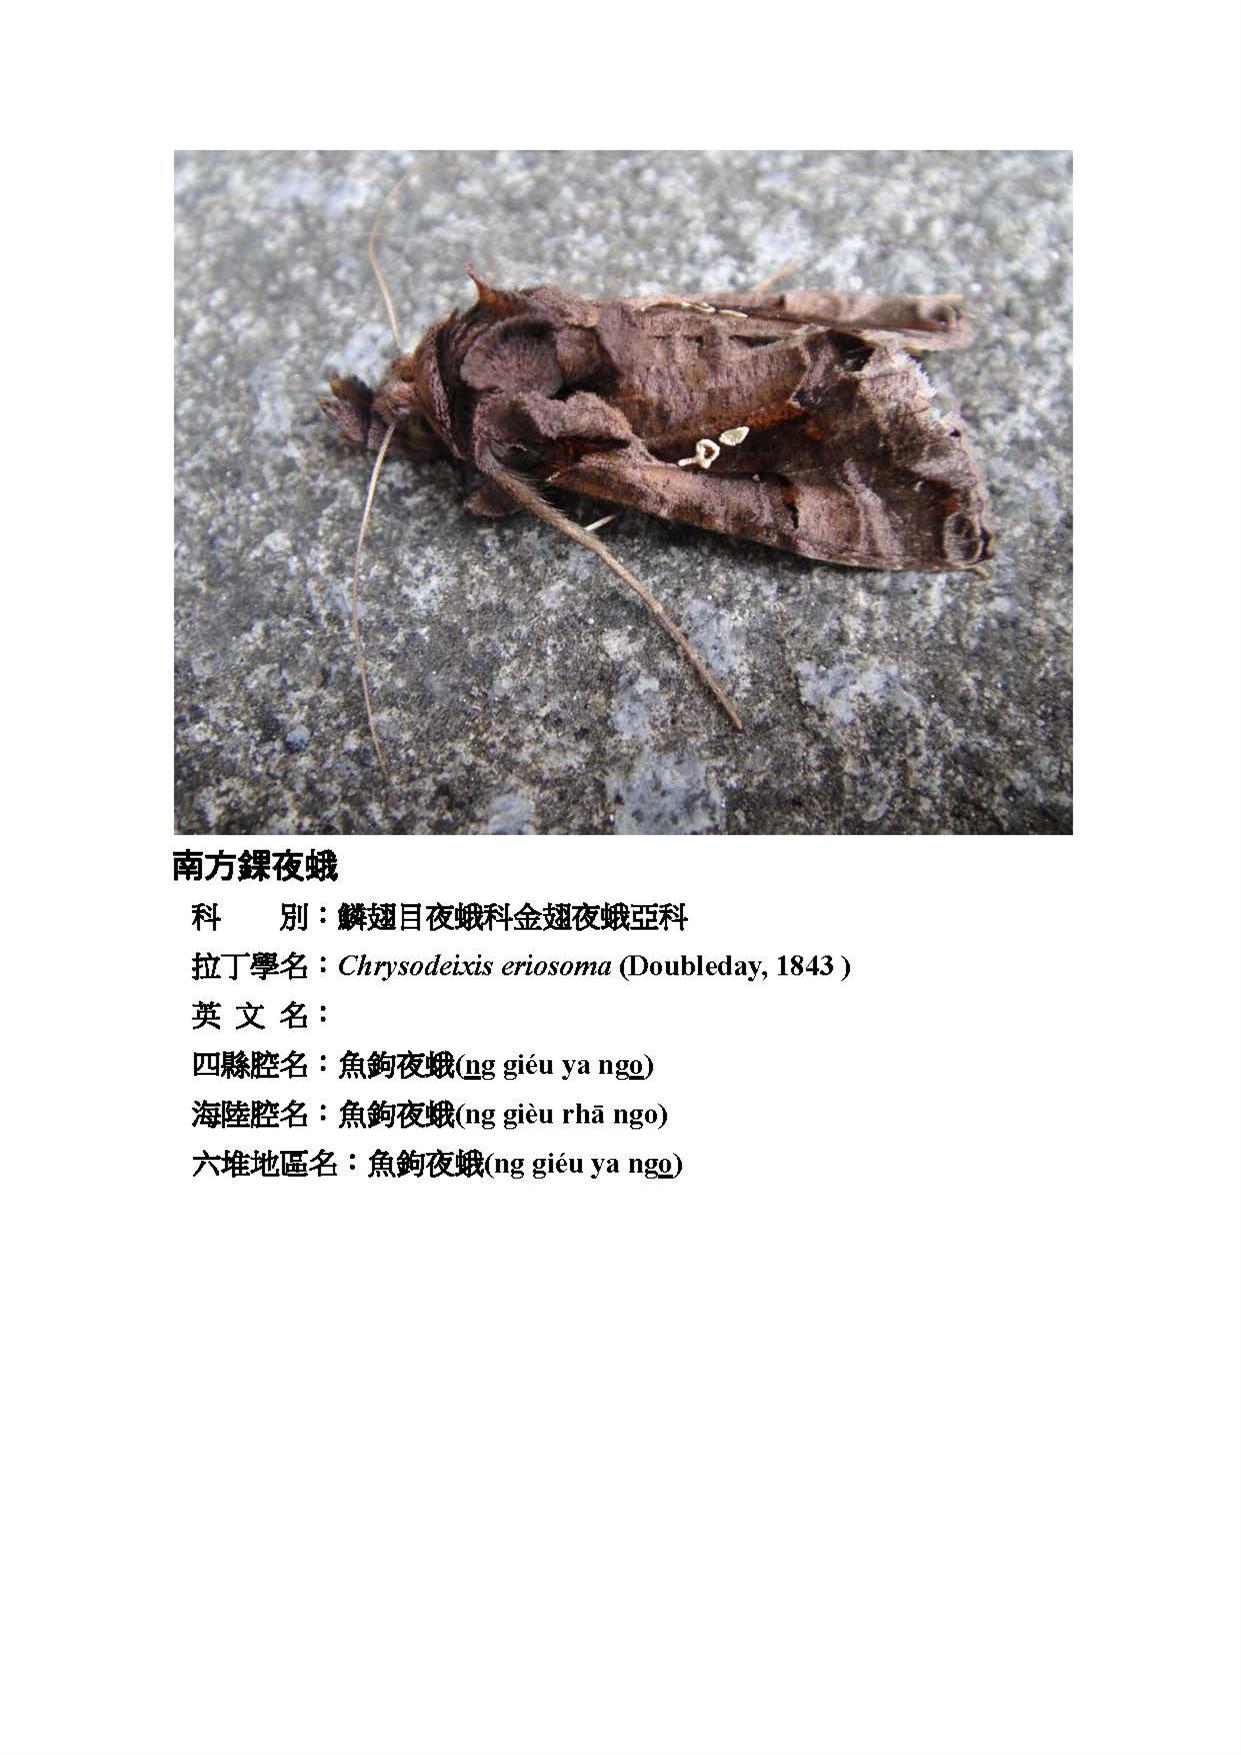 南方錁夜蛾
科　　別：鱗翅目夜蛾科金翅夜蛾亞科
拉丁學名：Chrysodeixis eriosoma (Doubleday, 1843 )
英 文 名：
四縣腔名：魚鉤夜蛾(ng giéu ya ngo)
海陸腔名：魚鉤夜蛾(ng gièu rhā ngo)
六堆地區名：魚鉤夜蛾(ng giéu ya ngo)